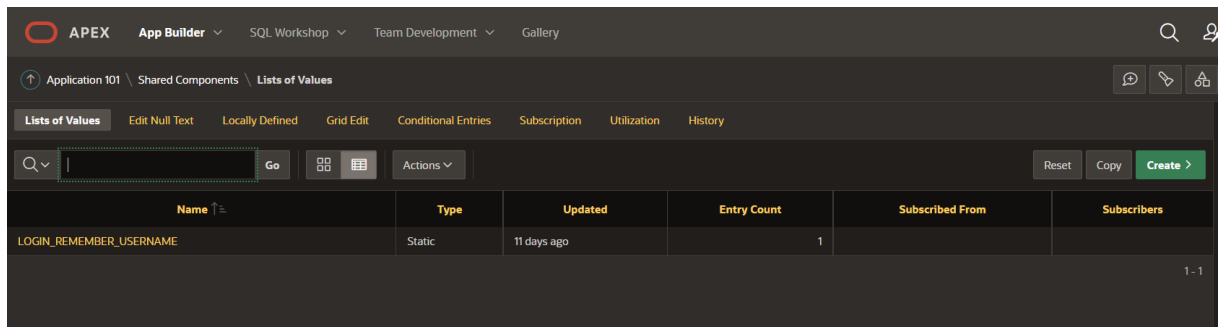 APEX App Builder SQL Workshop Team Development Gallery
Application 101 \ Shared Components \ Lists of Values
Lists of Values Edit Null Text Locally Defined Grid Edit Conditional Entries Subscription Utilization History
Go Actions Reset Copy Create >
Name Type Updated Entry Count Subscribed From Subscribers
LOGIN_REMEMBER_USERNAME Static 11 days ago 1
1 - 1